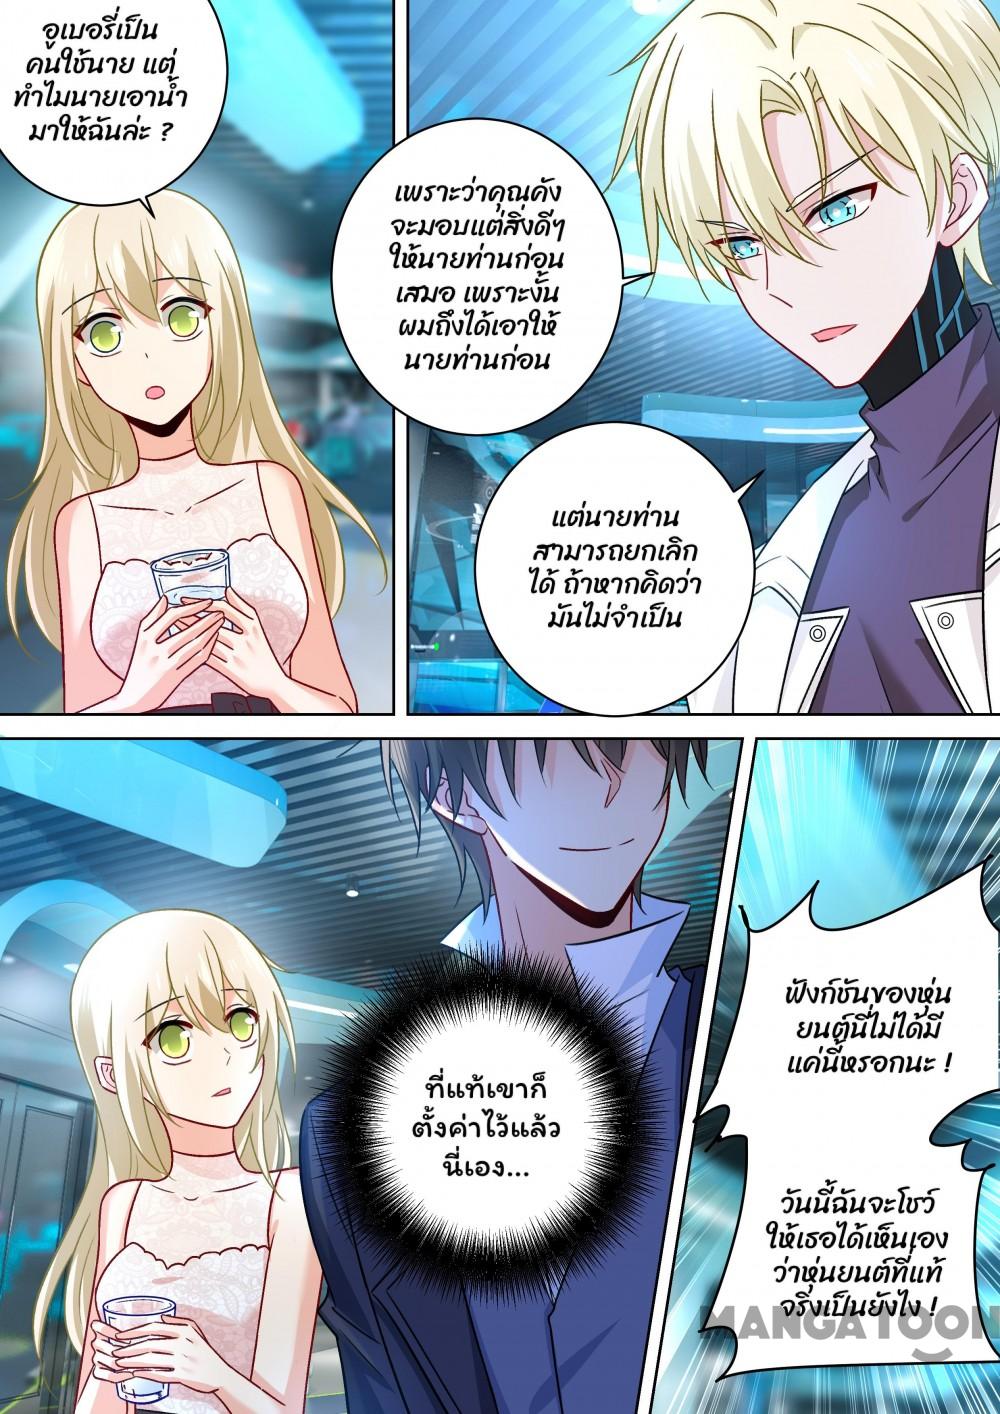 อูเบอรี่เป็น
คนใช้นาย แต่
ทำไมนายเอาน้ำ
มาให้ฉันล่ะ ?
เพราะว่าคุณคัง
จะมอบแต่สิ่งดีๆ
ให้นายท่านก่อน
เสมอ เพราะงั้น
ผมถึงได้เอาให้
นายท่านก่อน
แต่นายท่าน
สามารถยกเลิก
ได้ ถ้าหากคิดว่า
มันไม่จำเป็น
ที่แท้เขาก็
ตั้งค่าไว้แล้ว
นี่เอง...
ฟังก์ชันของหุ่น
ยนต์นี่ไม่ได้มี
แค่นี้หรอกนะ !
วันนี้ฉันจะโชว์
ให้เธอได้เห็นเอง
ว่าหุ่นยนต์ที่แท้
จริงเป็นยังไง !
MANGATOON